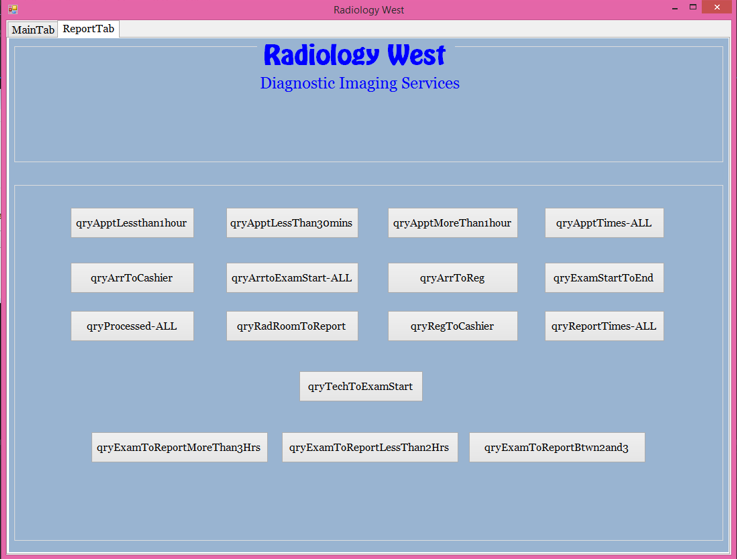 Radiology West
MainTab ReportTab
Radiology West
Diagnostic Imaging Services
qryApptLessthan1hour qryApptLessThan30mins qryApptMoreThan1hour qryApptTimes-ALL
qryArrToCashier qryArrtoExamStart-ALL qryArrToReg qryExamStartToEnd
qryProcessed-ALL qryRadRoomToReport qryRegToCashier qryReportTimes-ALL
qryTechToExamStart
qryExamToReportMoreThan3Hrs qryExamToReportLessThan2Hrs qryExamToReportBtwn2and3